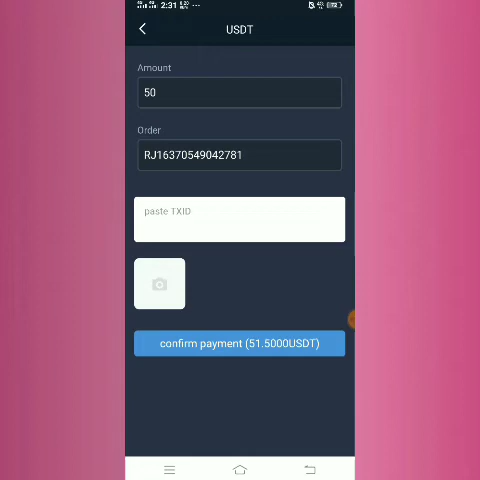 2:31
USDT
Amount
50
Order
RJ16370549042781
paste TXID
confirm payment (51.5000USDT)